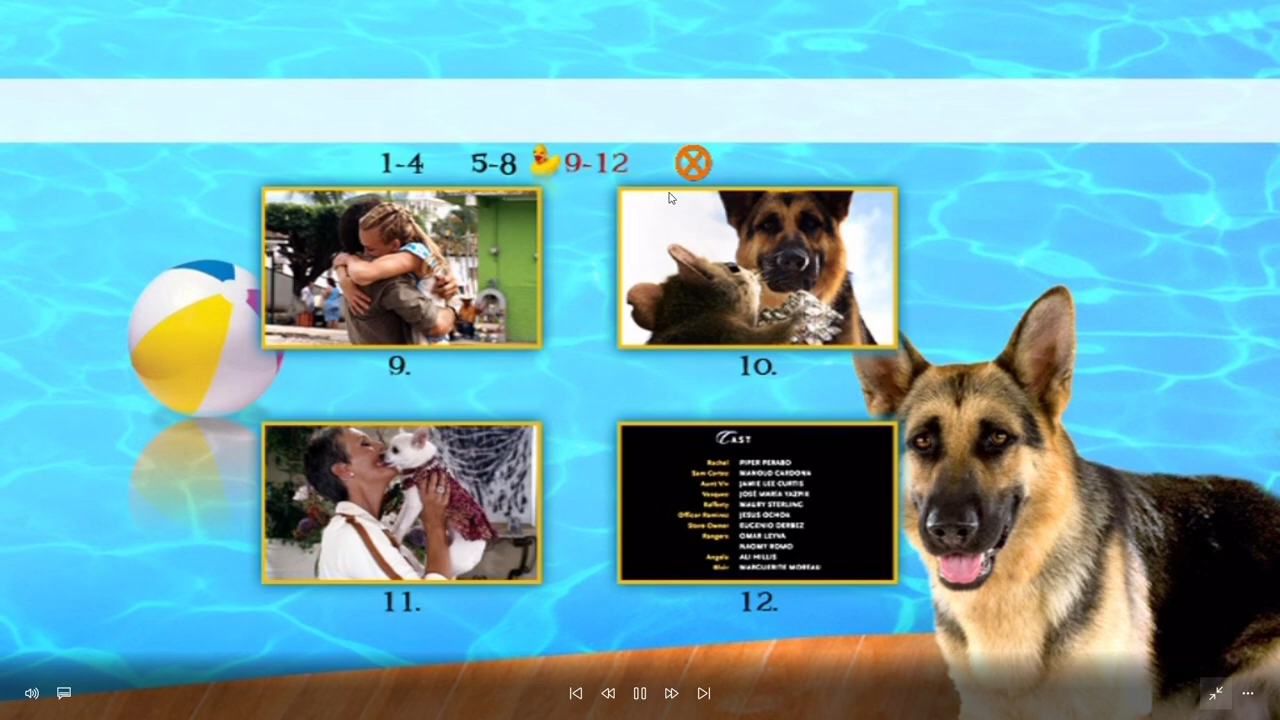 1-4 5-8 9-12
9.
10.
CAST
Rachel PIPER PERABO
Sam Cortez MANOLO CARDONA
Aunt Viv JAMIE LEE CURTIS
Vasquez JOSÉ MARÍA YAZPIK
Rafferty MAURY STERLING
Officer Ramirez JESÚS OCHOA
Store Owner EUGENIO DERBEZ
Rangers OMAR LEYVA
NAOMY ROMO
Angela ALI HILLIS
Blair MARGUERITE MOREAU
11.
12.